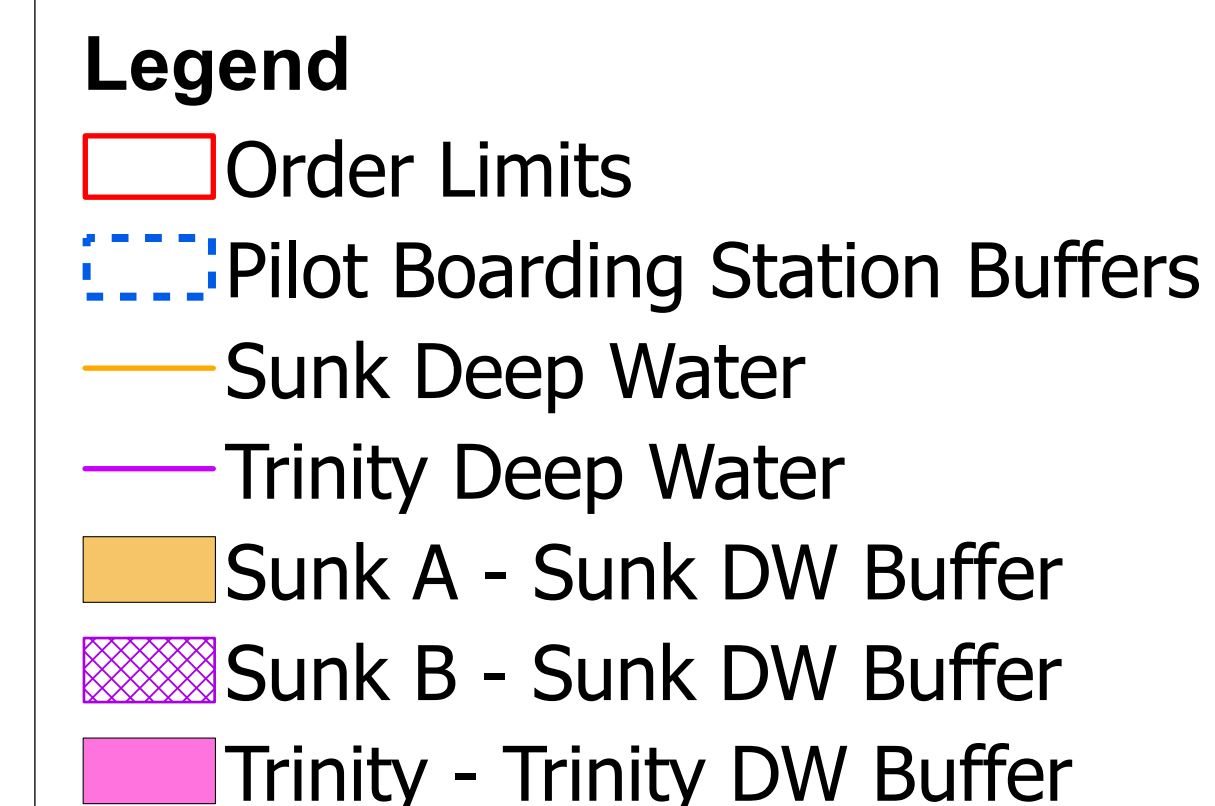 Legend
Order Limits
Pilot Boarding Station Buffers
Sunk Deep Water
Trinity Deep Water
Sunk A - Sunk DW Buffer
Sunk B - Sunk DW Buffer
Trinity - Trinity DW Buffer